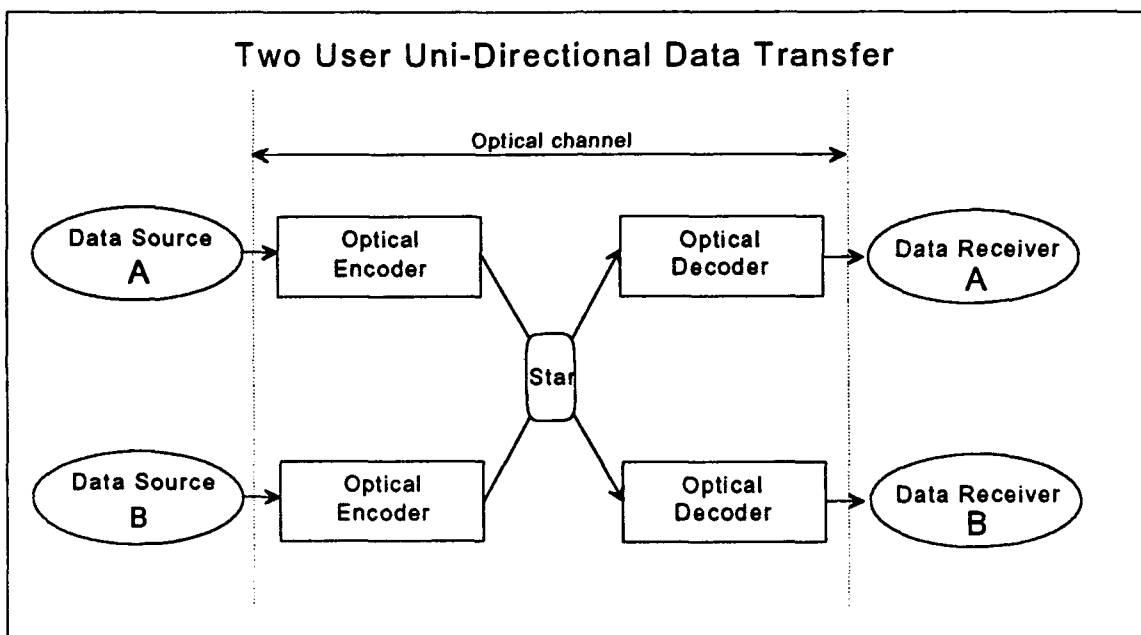 Two User Uni-Directional Data Transfer
Optical channel
Data Source
A
Optical
Encoder
Optical
Decoder
Data Receiver
A
Star
Data Source
B
Optical
Encoder
Optical
Decoder
Data Receiver
B